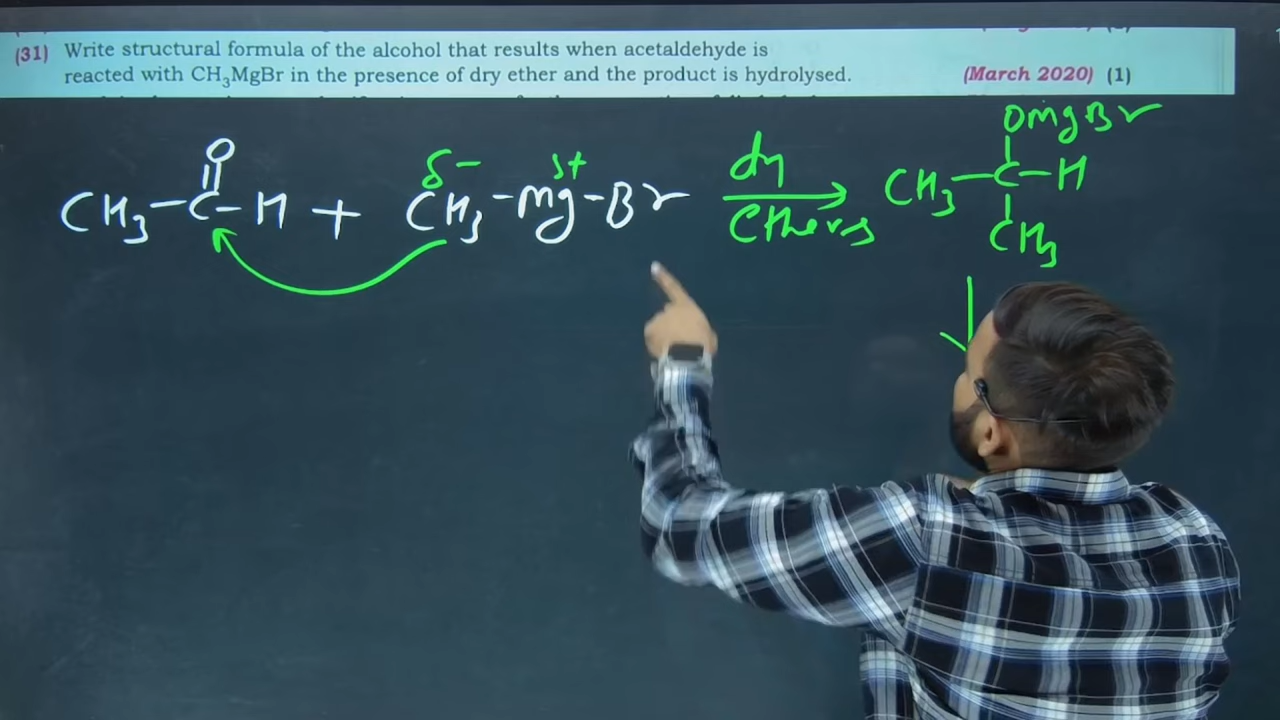 (31) Write structural formula of the alcohol that results when acetaldehyde is
reacted with CH₃MgBr in the presence of dry ether and the product is hydrolysed. (March 2020) (1)
O
||
CH₃–C–H + CH₃–Mg–Br
δ– δ+
dry
ethers
OMgBr
|
CH₃–C–H
|
CH₃